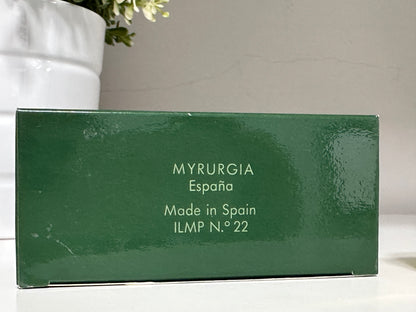 MYRURGIA
España
Made in Spain
ILMP N.º 22